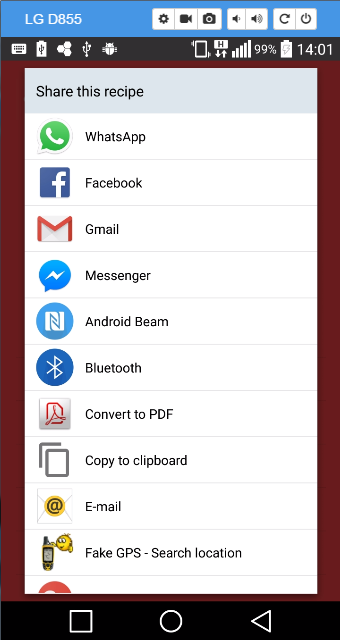 LG D855
H
99%
14:01
Share this recipe
WhatsApp
Facebook
Gmail
Messenger
Android Beam
Bluetooth
Convert to PDF
Copy to clipboard
@
E-mail
Fake GPS - Search location